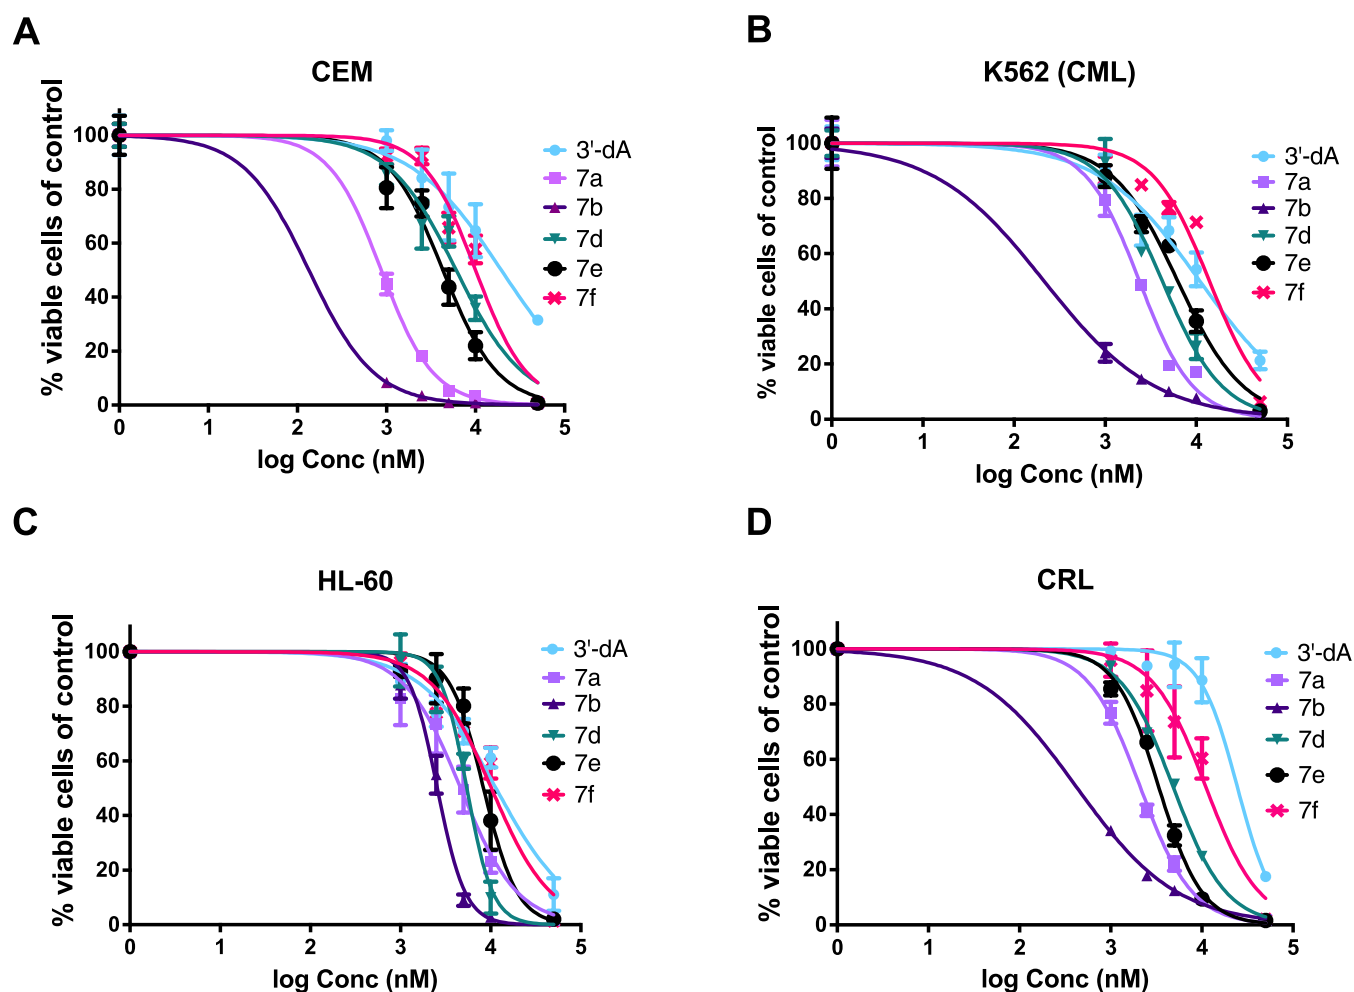 A
CEM
% viable cells of control
100
80
60
40
20
0
0 1 2 3 4 5
log Conc (nM)
3'-dA
7a
7b
7d
7e
7f
B
K562 (CML)
% viable cells of control
100
80
60
40
20
0
0 1 2 3 4 5
log Conc (nM)
3'-dA
7a
7b
7d
7e
7f
C
HL-60
% viable cells of control
100
80
60
40
20
0
0 1 2 3 4 5
log Conc (nM)
3'-dA
7a
7b
7d
7e
7f
D
CRL
% viable cells of control
100
80
60
40
20
0
0 1 2 3 4 5
log Conc (nM)
3'-dA
7a
7b
7d
7e
7f